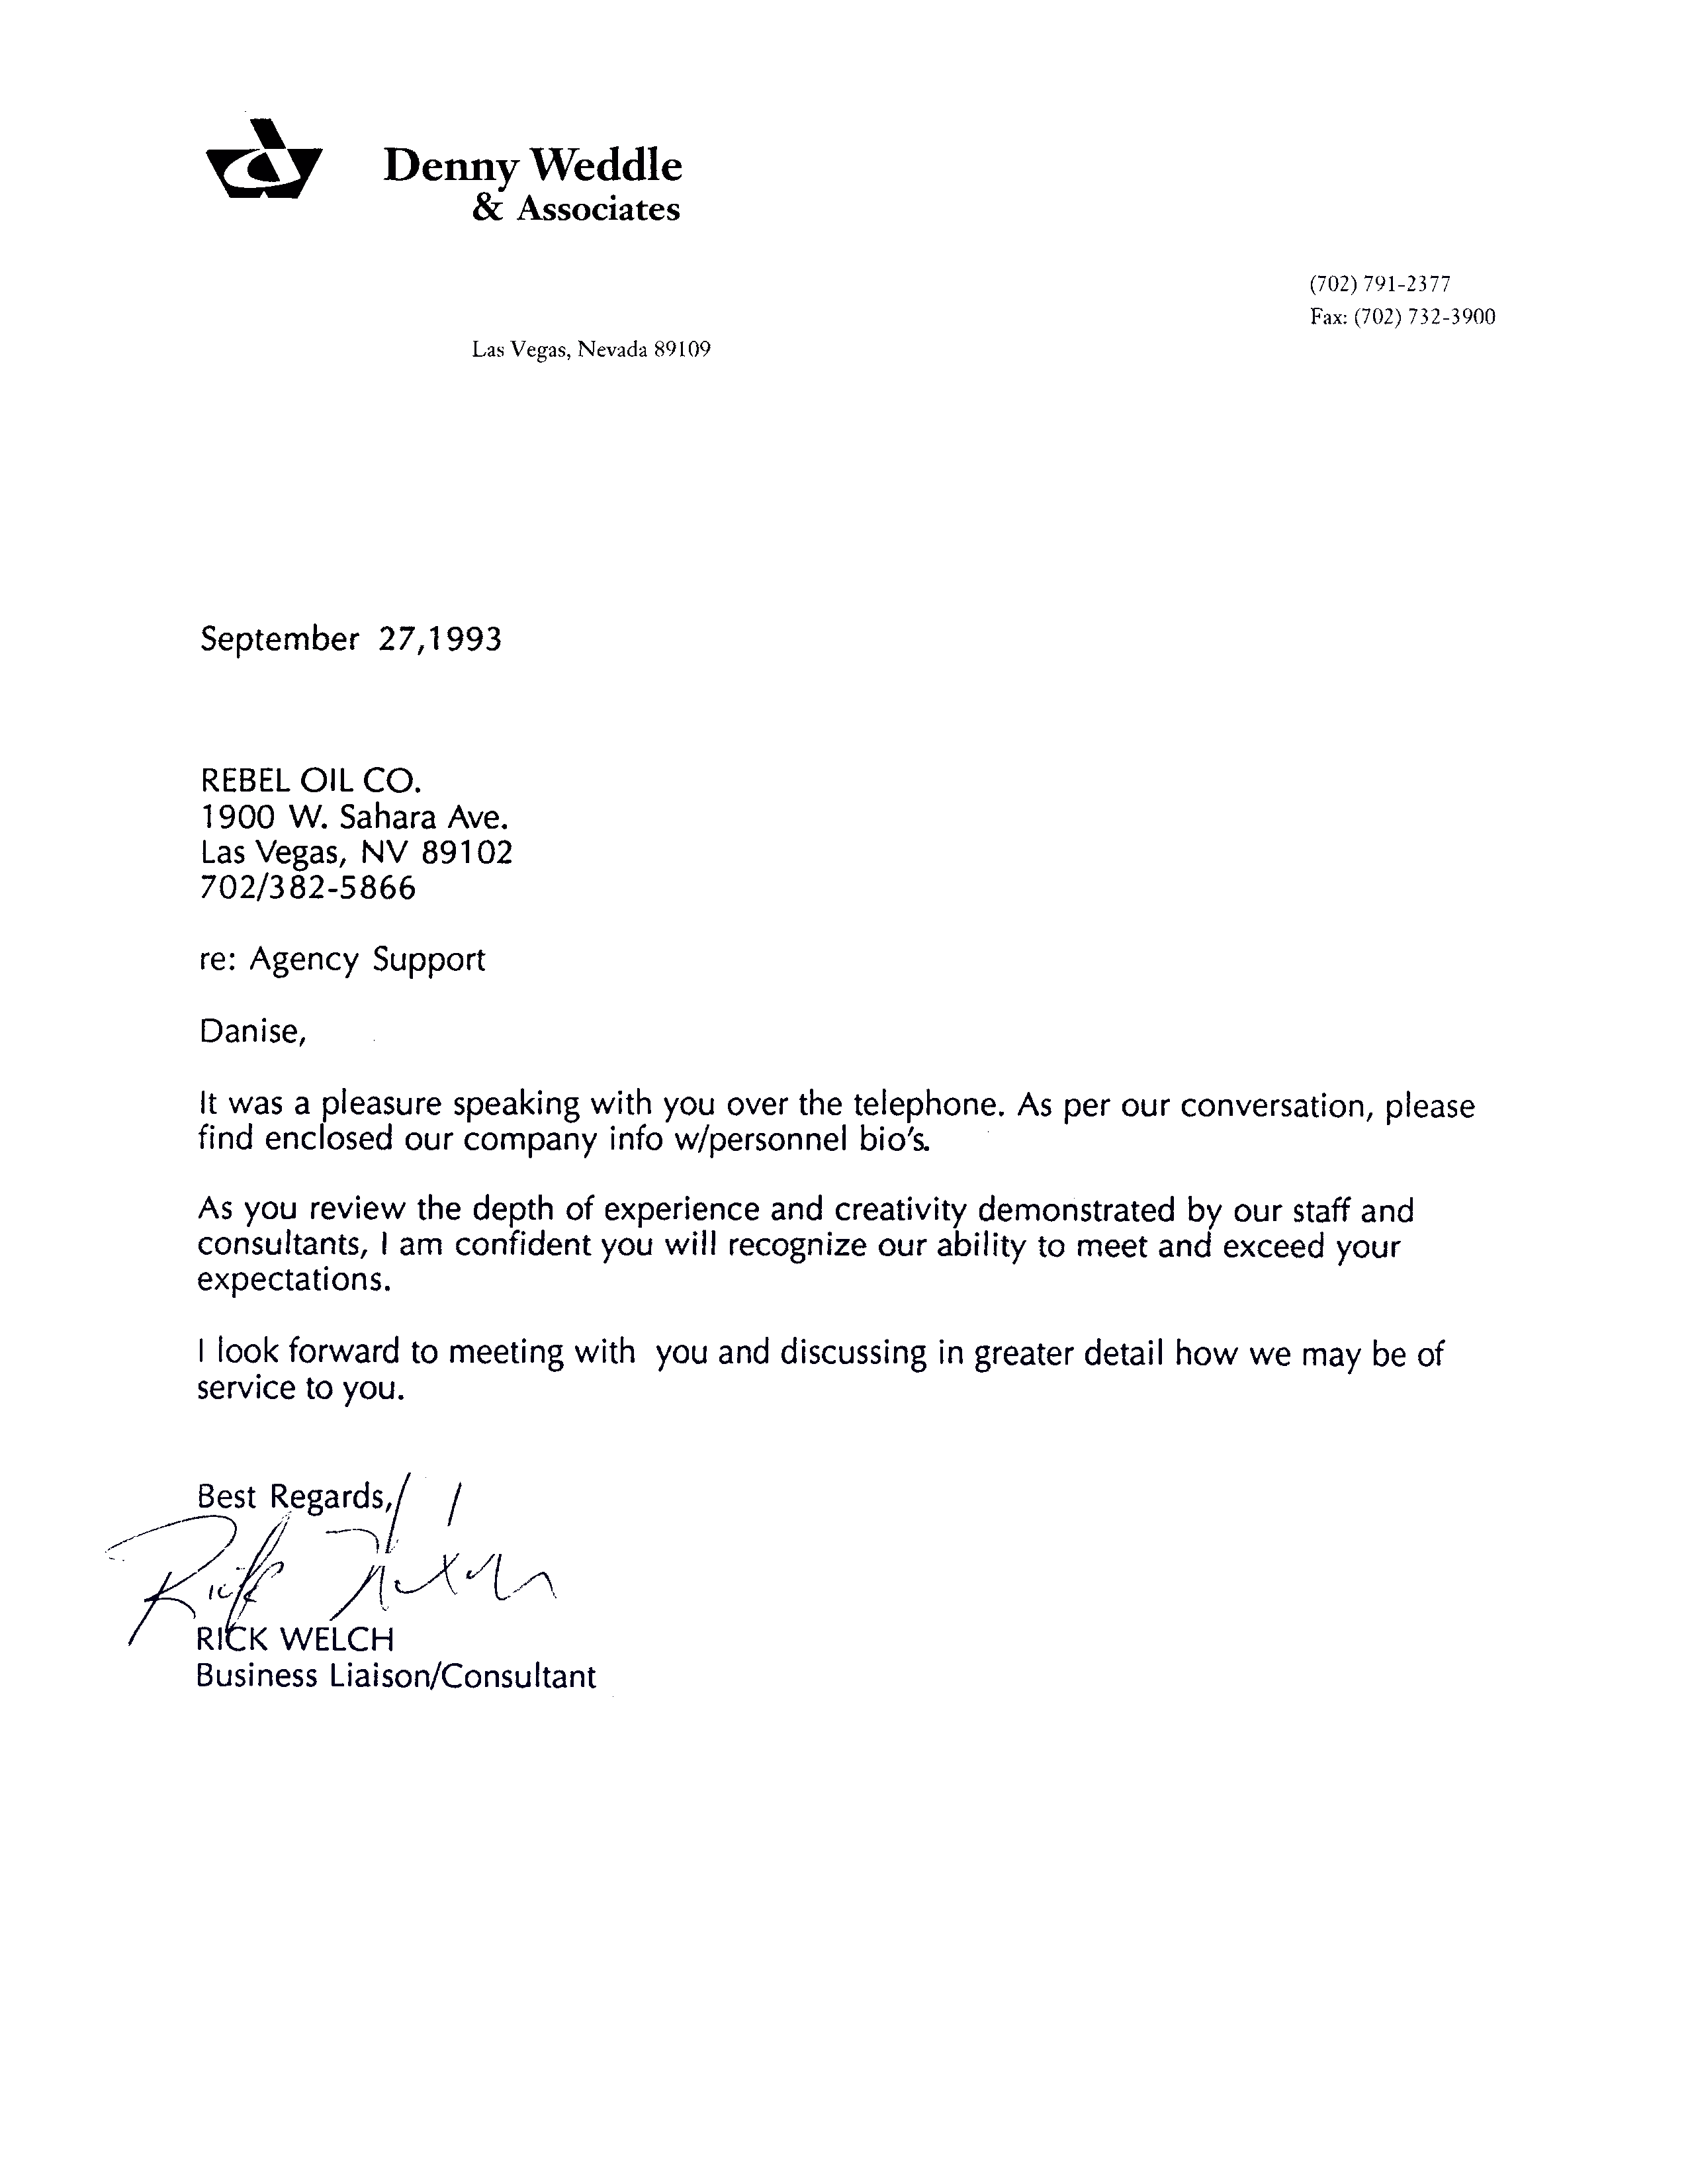 Denny Weddle
& Associates
(702) 791-2377
Fax: (702) 732-3900
Las Vegas, Nevada 89109
September 27,1993
REBEL OIL CO.
1900 W. Sahara Ave.
Las Vegas, NV 89102
702/382-5866
re: Agency Support
Danise,
It was a pleasure speaking with you over the telephone. As per our conversation, please
find enclosed our company info w/personnel bio's.
As you review the depth of experience and creativity demonstrated by our staff and
consultants, I am confident you will recognize our ability to meet and exceed your
expectations.
I look forward to meeting with you and discussing in greater detail how we may be of
service to you.
Best Regards,
Rick Welch
RICK WELCH
Business Liaison/Consultant